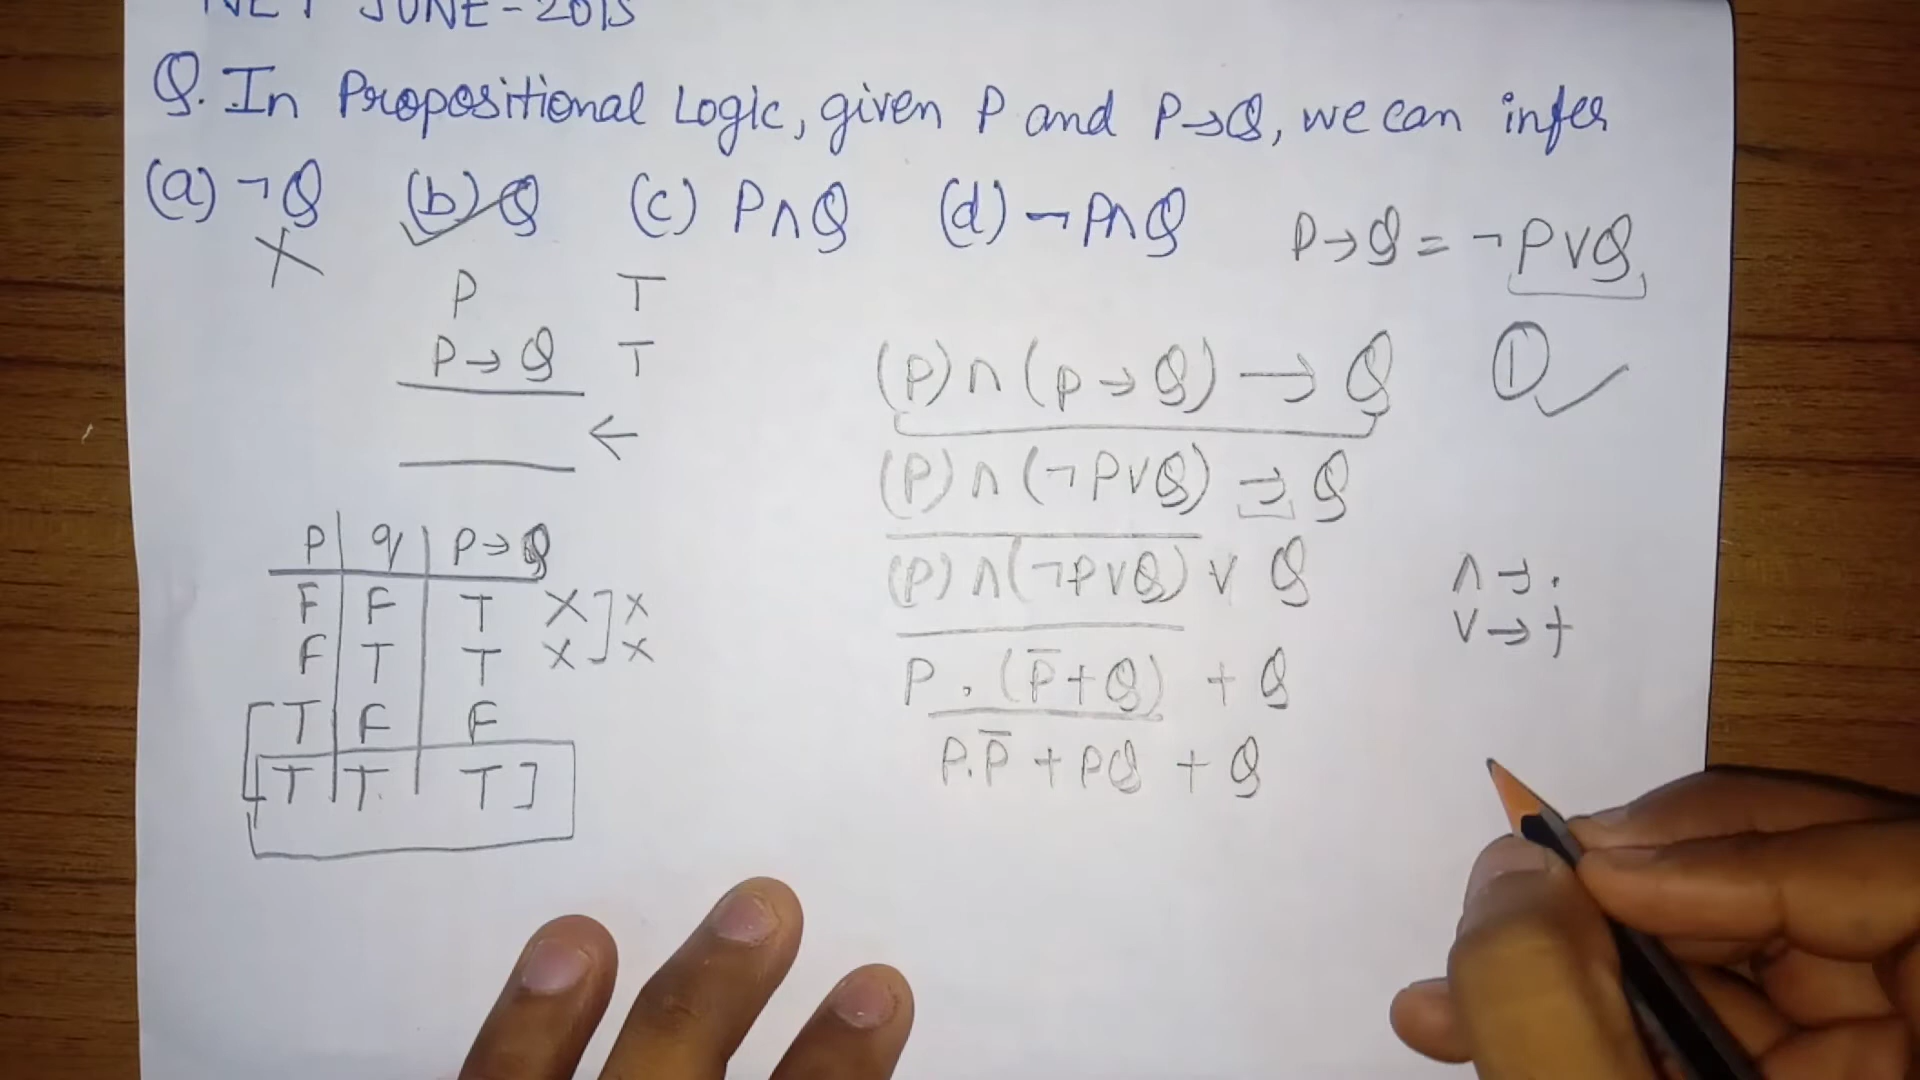 NET JUNE-2015
Q. In Propositional Logic, given P and P→Q, we can infer
(a) ¬Q (b) Q (c) P∧Q (d) ¬P∧Q
P→Q = ¬P∨Q
P T
P→Q T
←
(P)∧(P→Q) → Q
①
(P)∧(¬P∨Q) → Q
(P)∧(¬P∨Q) ∨ Q
∧→.
∨→+
P.(P̅+Q) + Q
P.P̅ + PQ + Q
P q P→Q
F F T X ] X
F T T X ] X
T F F
T T T ]